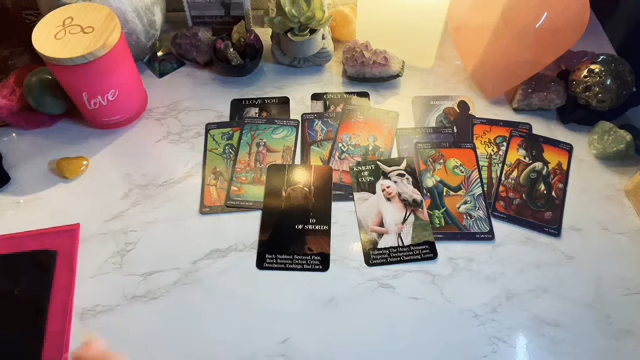 love
I LOVE YOU
ONLY YOU
KNIGHT
OF
CUPS
10
OF SWORDS
Back Stabbed, Betrayal, Pain,
Rock Bottom, Defeat, Crisis,
Desolation, Endings, Bad Luck
Following The Heart, Romance,
Proposal, Declaration Of Love,
Creative, Prince Charming, Lover